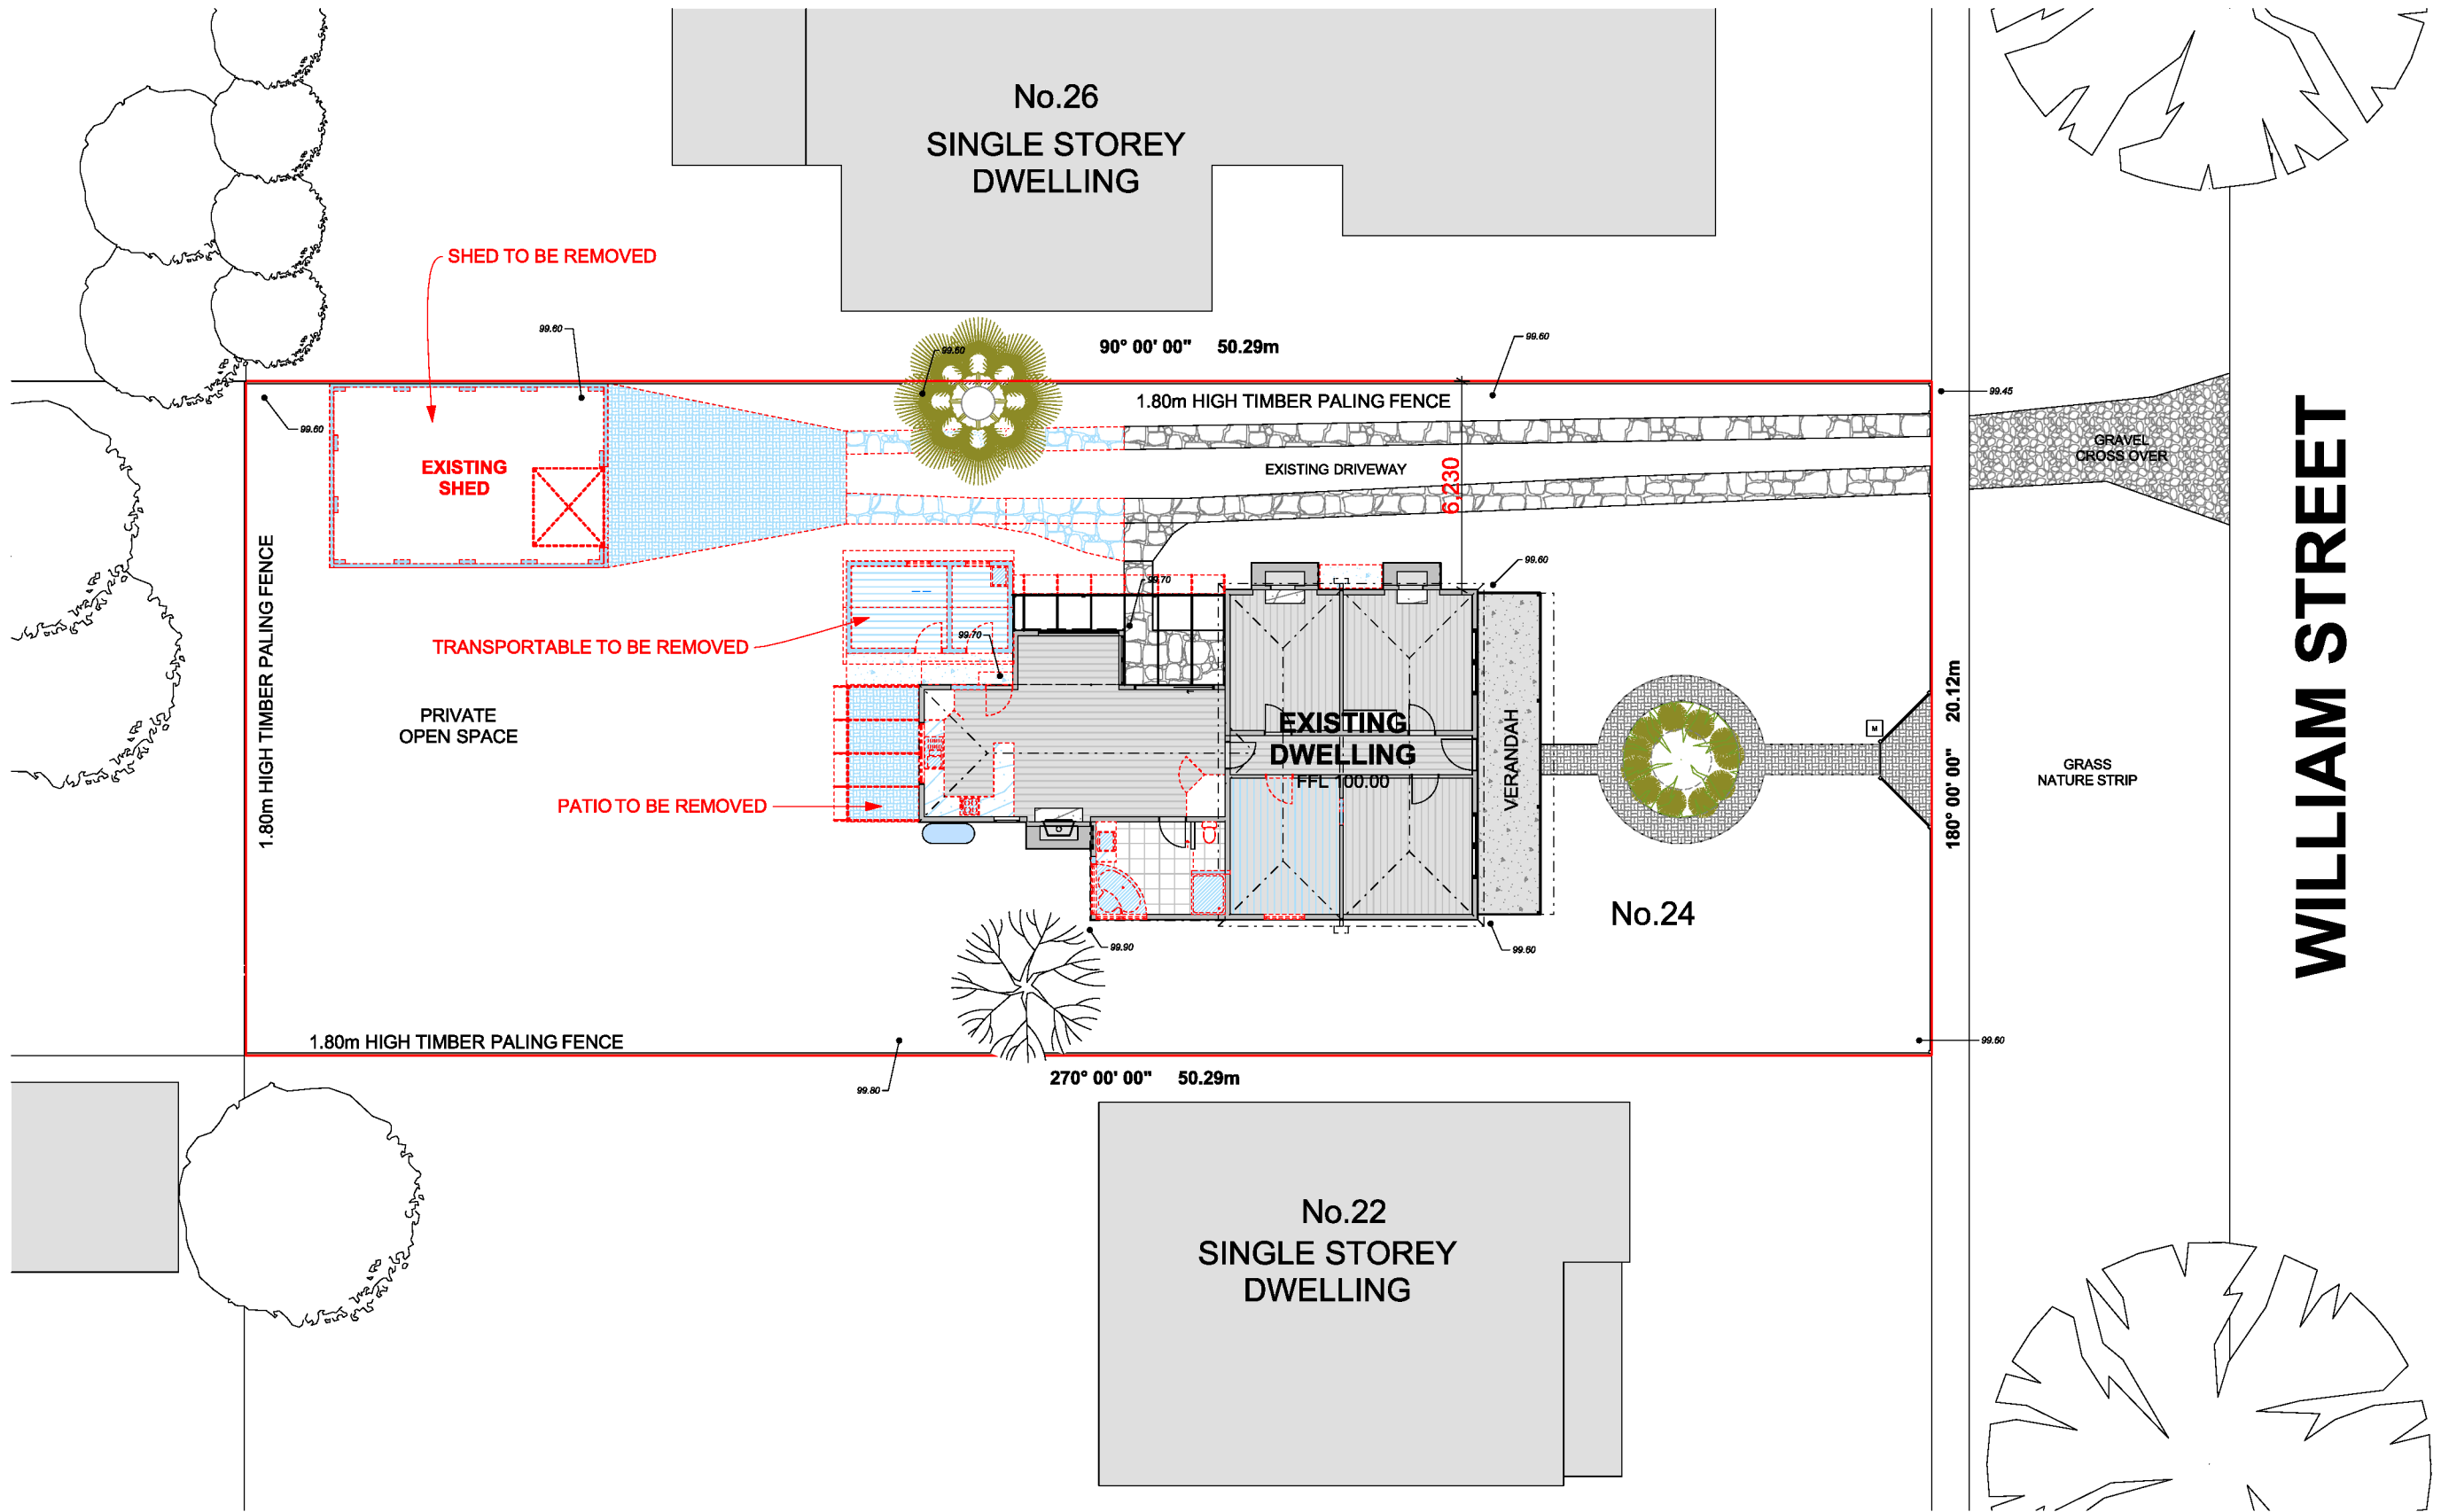 No.26
SINGLE STOREY
DWELLING
SHED TO BE REMOVED
99.60
99.60
99.60
90° 00' 00" 50.29m
99.45
99.60
1.80m HIGH TIMBER PALING FENCE
EXISTING
SHED
EXISTING DRIVEWAY
6,230
GRAVEL
CROSS OVER
WILLIAM STREET
1.80m HIGH TIMBER PALING FENCE
99.60
99.70
99.70
TRANSPORTABLE TO BE REMOVED
PRIVATE
OPEN SPACE
EXISTING
DWELLING
FFL 100.00
VERANDAH
M
180° 00' 00" 20.12m
GRASS
NATURE STRIP
PATIO TO BE REMOVED
No.24
99.90
99.60
1.80m HIGH TIMBER PALING FENCE
99.60
99.80
270° 00' 00" 50.29m
No.22
SINGLE STOREY
DWELLING